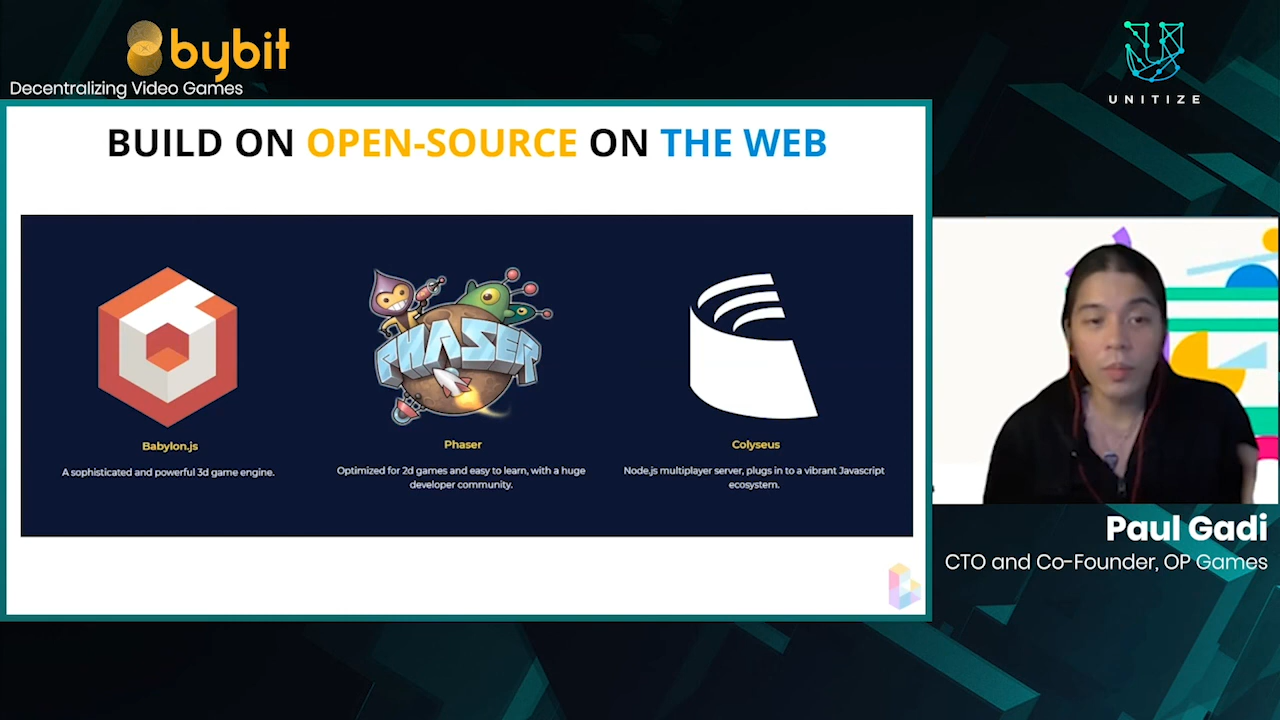 bybit
Decentralizing Video Games
UNITIZE
BUILD ON OPEN-SOURCE ON THE WEB
PHASER
Babylon.js
A sophisticated and powerful 3d game engine.
Phaser
Optimized for 2d games and easy to learn, with a huge
developer community.
Colyseus
Node.js multiplayer server, plugs in to a vibrant Javascript
ecosystem.
Paul Gadi
CTO and Co-Founder, OP Games